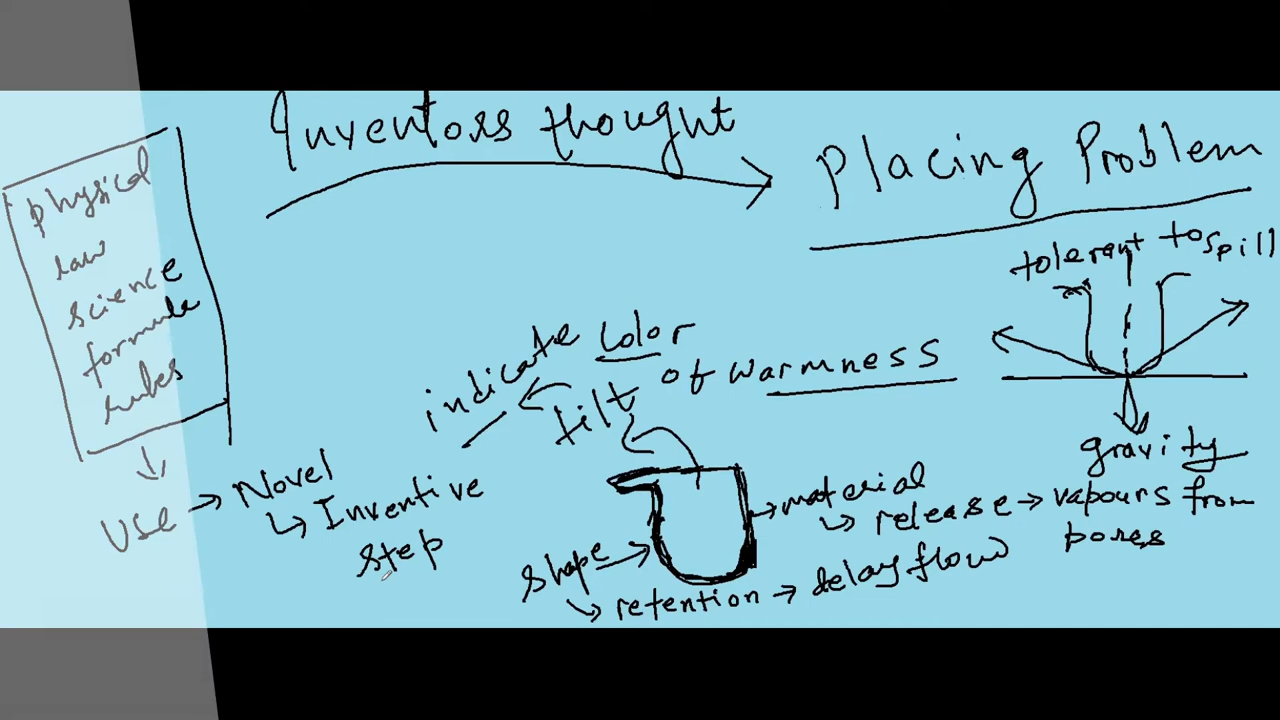 Inventors thought
Placing Problem
physical
law
science
formula
rules
use → Novel
↳ Inventive
step
tolerant to spill
gravity
indicate color
tilt of warmness
material
↳ release → vapours from
pores
shape
↳ retention → delay flow